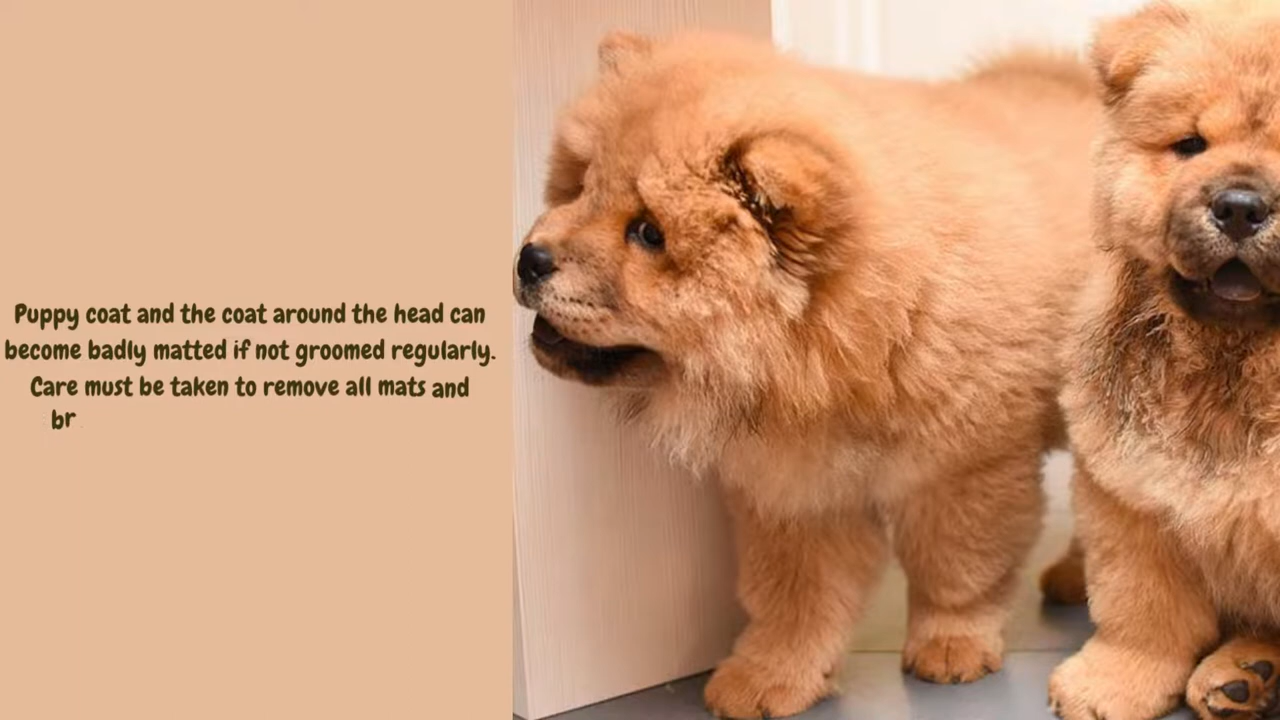 Puppy coat and the coat around the head can
become badly matted if not groomed regularly.
Care must be taken to remove all mats and
br